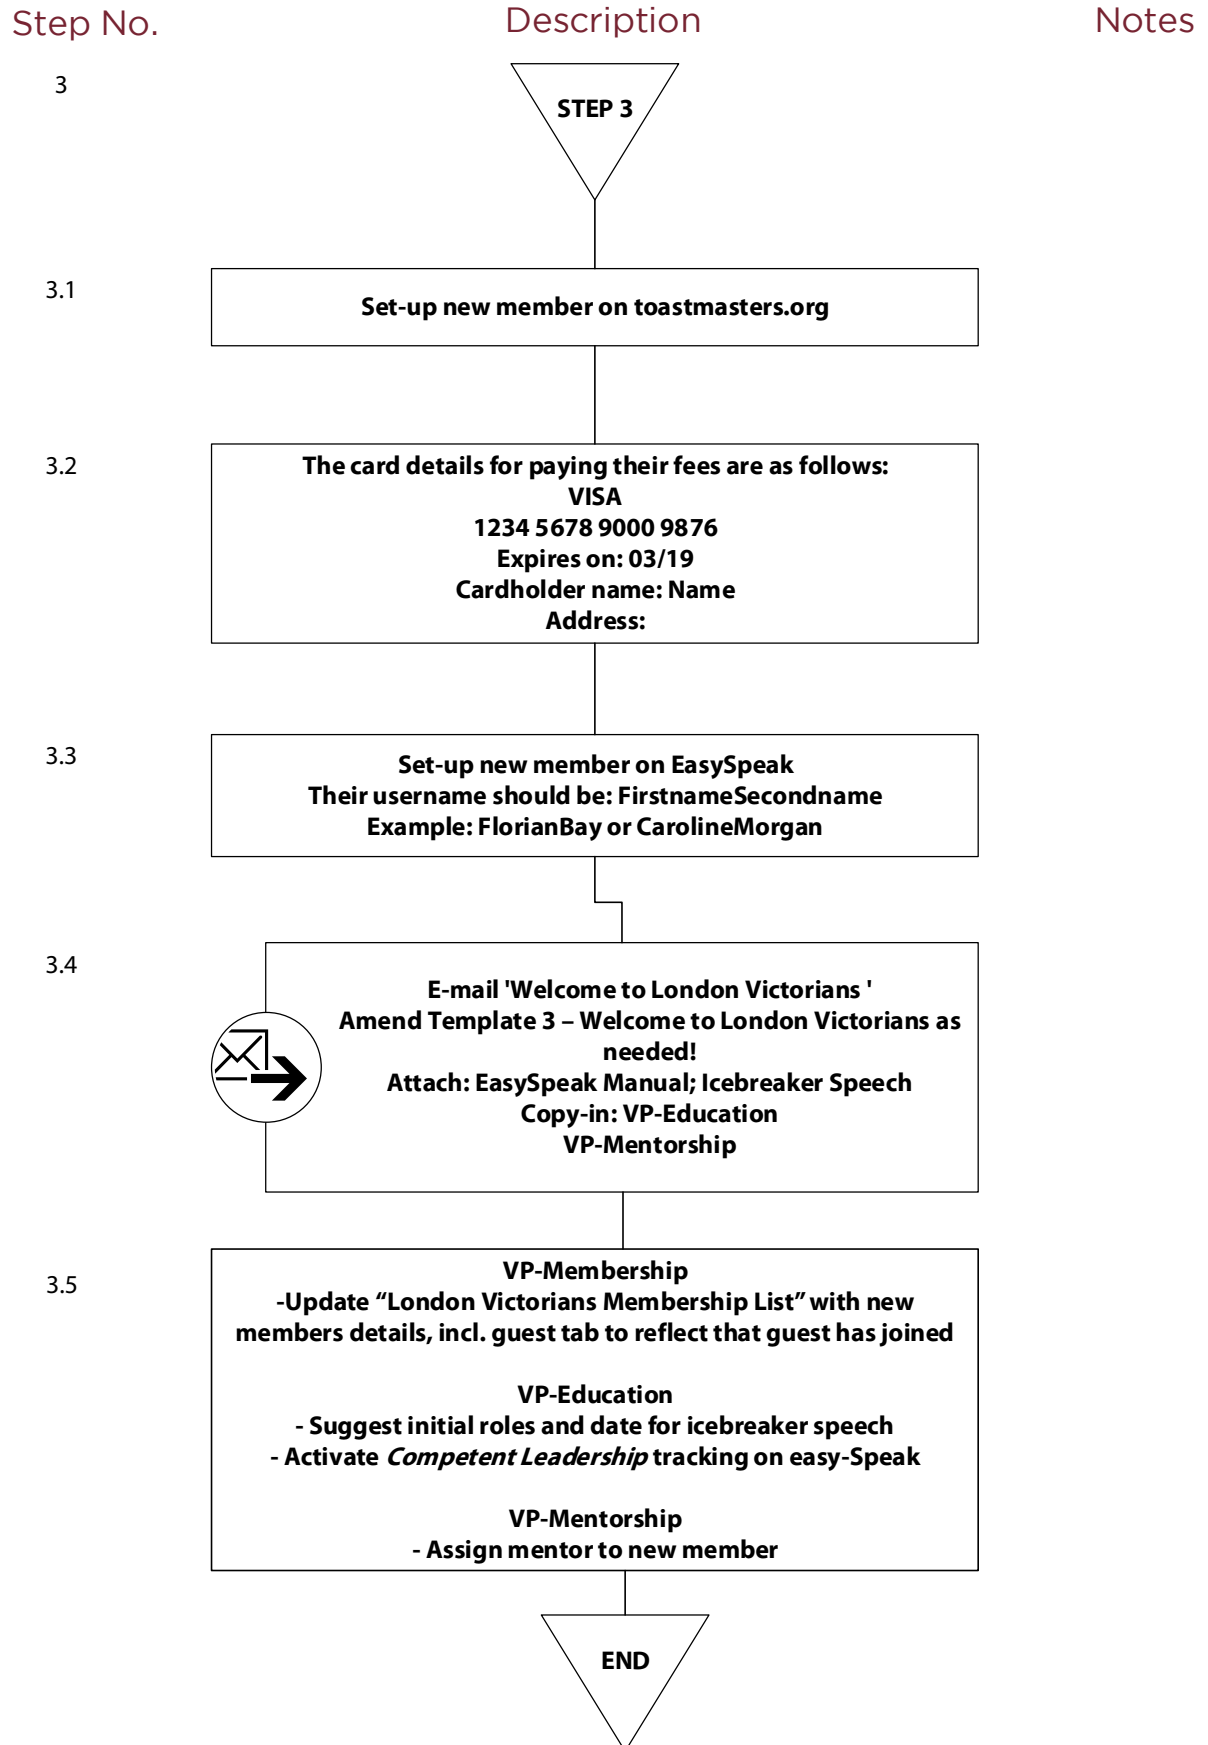 Step No. Description Notes
3
STEP 3
3.1
Set-up new member on toastmasters.org
3.2
The card details for paying their fees are as follows:
VISA
1234 5678 9000 9876
Expires on: 03/19
Cardholder name: Name
Address:
3.3
Set-up new member on EasySpeak
Their username should be: FirstnameSecondname
Example: FlorianBay or CarolineMorgan
3.4
E-mail 'Welcome to London Victorians '
Amend Template 3 – Welcome to London Victorians as
needed!
Attach: EasySpeak Manual; Icebreaker Speech
Copy-in: VP-Education
VP-Mentorship
3.5
VP-Membership
-Update “London Victorians Membership List” with new
members details, incl. guest tab to reflect that guest has joined
VP-Education
- Suggest initial roles and date for icebreaker speech
- Activate Competent Leadership tracking on easy-Speak
VP-Mentorship
- Assign mentor to new member
END